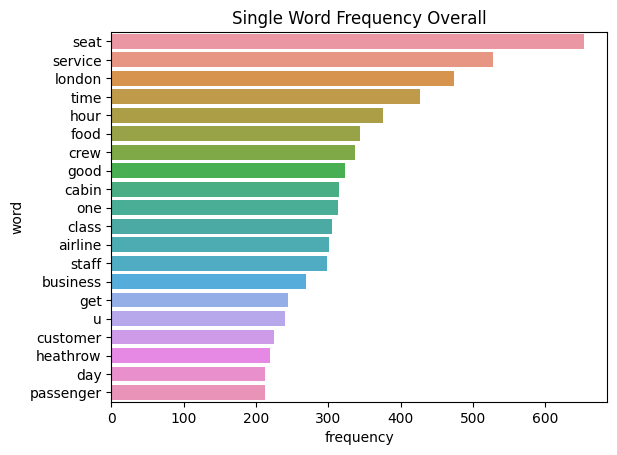 Single Word Frequency Overall
seat
service
london
time
hour
food
crew
good
cabin
one
class
airline
staff
business
get
u
customer
heathrow
day
passenger
word
0 100 200 300 400 500 600
frequency